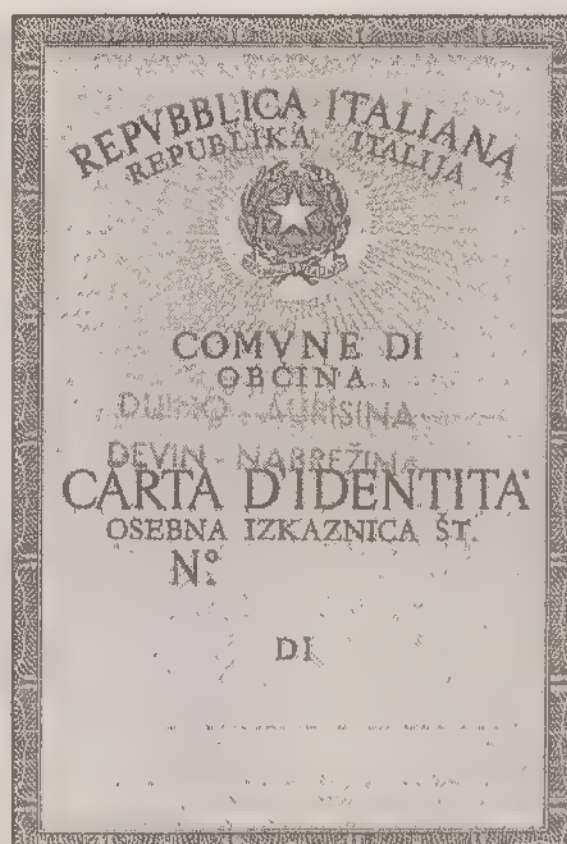 REPVBBLICA ITALIANA
REPUBLIKA ITALIJA
COMVNE DI
OBČINA
DUINO - AURISINA
DEVIN - NABREŽINA
CARTA D'IDENTITA'
OSEBNA IZKAZNICA ŠT.
N°
DI